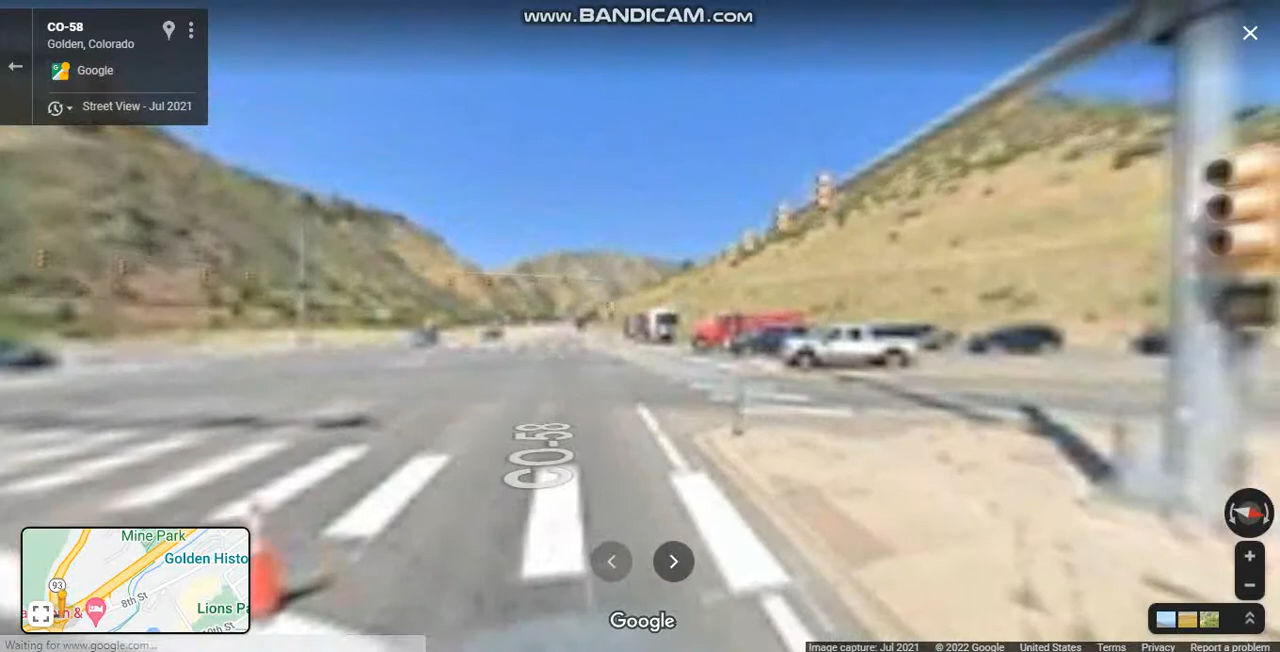 www.BANDICAM.com
CO-58
Golden, Colorado
Google
Street View - Jul 2021
CO-58
Mine Park
Golden Histo
93
8th St
Lions Pa
10th St
Google
Waiting for www.google.com...
Image capture: Jul 2021 © 2022 Google United States Terms Privacy Report a problem